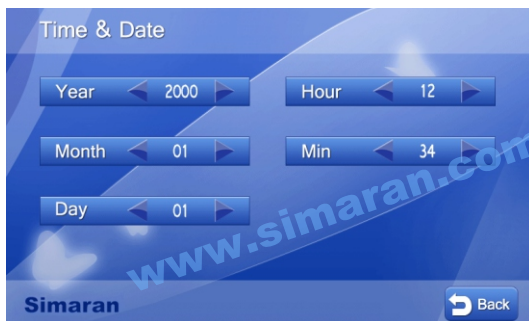 Time & Date
Year 2000 Hour 12
Month 01 Min 34
Day 01
www.simaran.com
Simaran Back